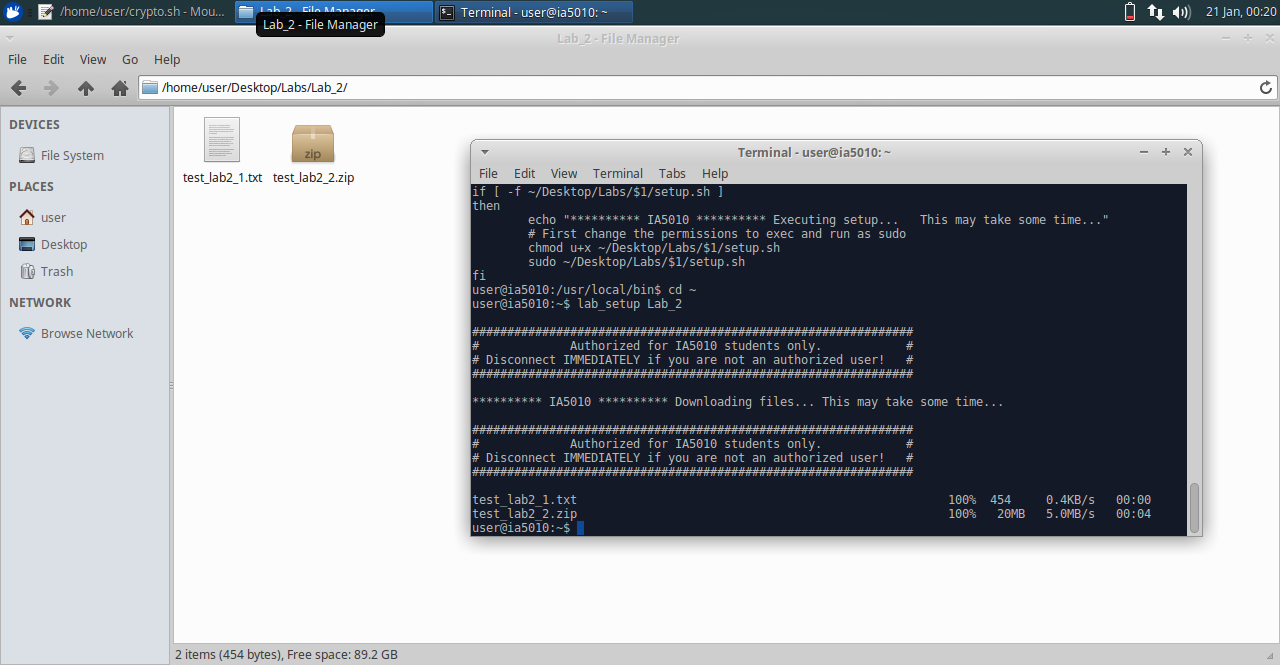 /home/user/crypto.sh - Mou...
Lab_2 - File Manager
Terminal - user@ia5010: ~
21 Jan, 00:20
Lab_2 - File Manager
Lab_2 - File Manager
File Edit View Go Help
/home/user/Desktop/Labs/Lab_2/
DEVICES
File System
PLACES
user
Desktop
Trash
NETWORK
Browse Network
zip
test_lab2_1.txt
test_lab2_2.zip
Terminal - user@ia5010: ~
File Edit View Terminal Tabs Help
if [ -f ~/Desktop/Labs/$1/setup.sh ]
then
echo "********** IA5010 ********** Executing setup...   This may take some time..."
# First change the permissions to exec and run as sudo
chmod u+x ~/Desktop/Labs/$1/setup.sh
sudo ~/Desktop/Labs/$1/setup.sh
fi
user@ia5010:/usr/local/bin$ cd ~
user@ia5010:~$ lab_setup Lab_2
###############################################################
#             Authorized for IA5010 students only.            #
# Disconnect IMMEDIATELY if you are not an authorized user!   #
###############################################################
********** IA5010 ********** Downloading files... This may take some time...
###############################################################
#             Authorized for IA5010 students only.            #
# Disconnect IMMEDIATELY if you are not an authorized user!   #
###############################################################
test_lab2_1.txt 100% 454 0.4KB/s 00:00
test_lab2_2.zip 100% 20MB 5.0MB/s 00:04
user@ia5010:~$
2 items (454 bytes), Free space: 89.2 GB